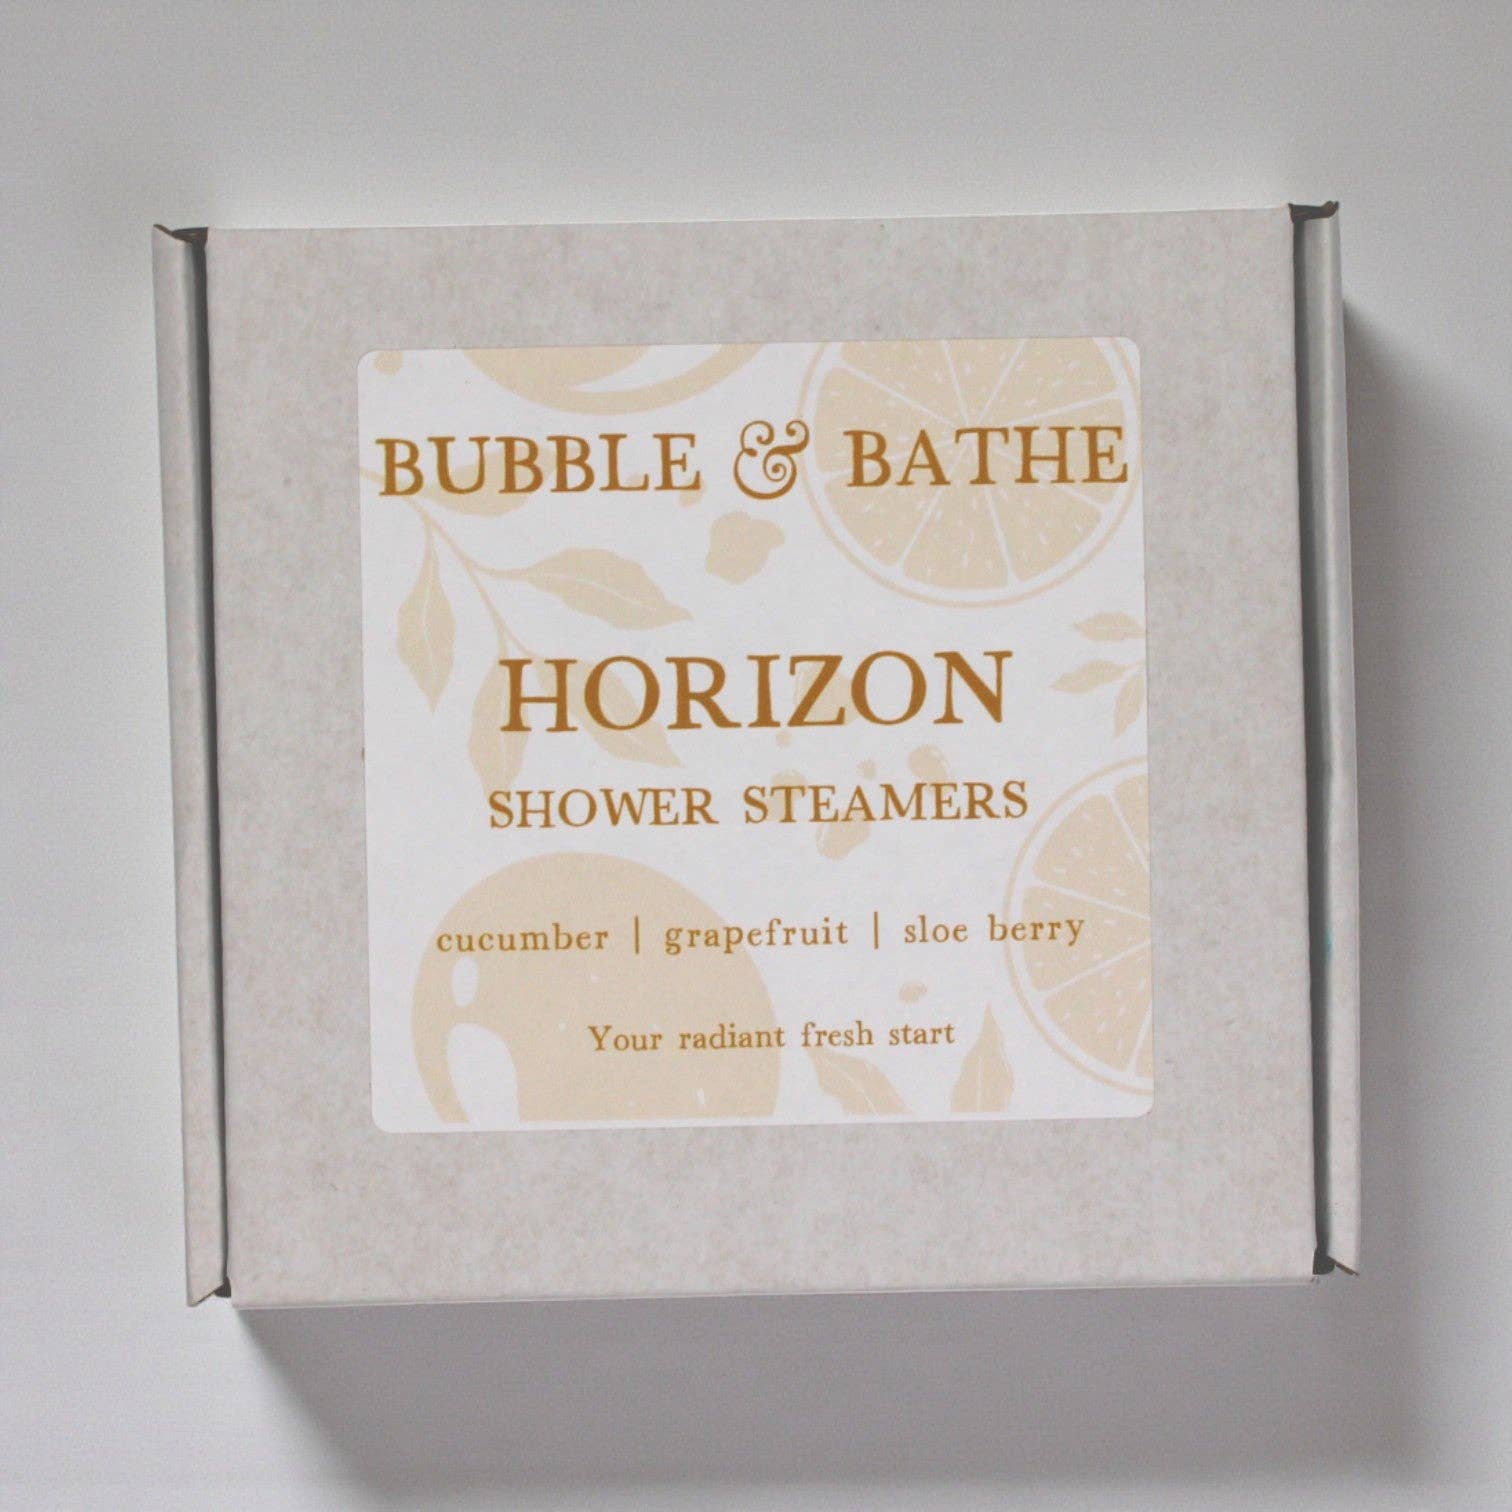 BUBBLE & BATHE
HORIZON
SHOWER STEAMERS
cucumber | grapefruit | sloe berry
Your radiant fresh start